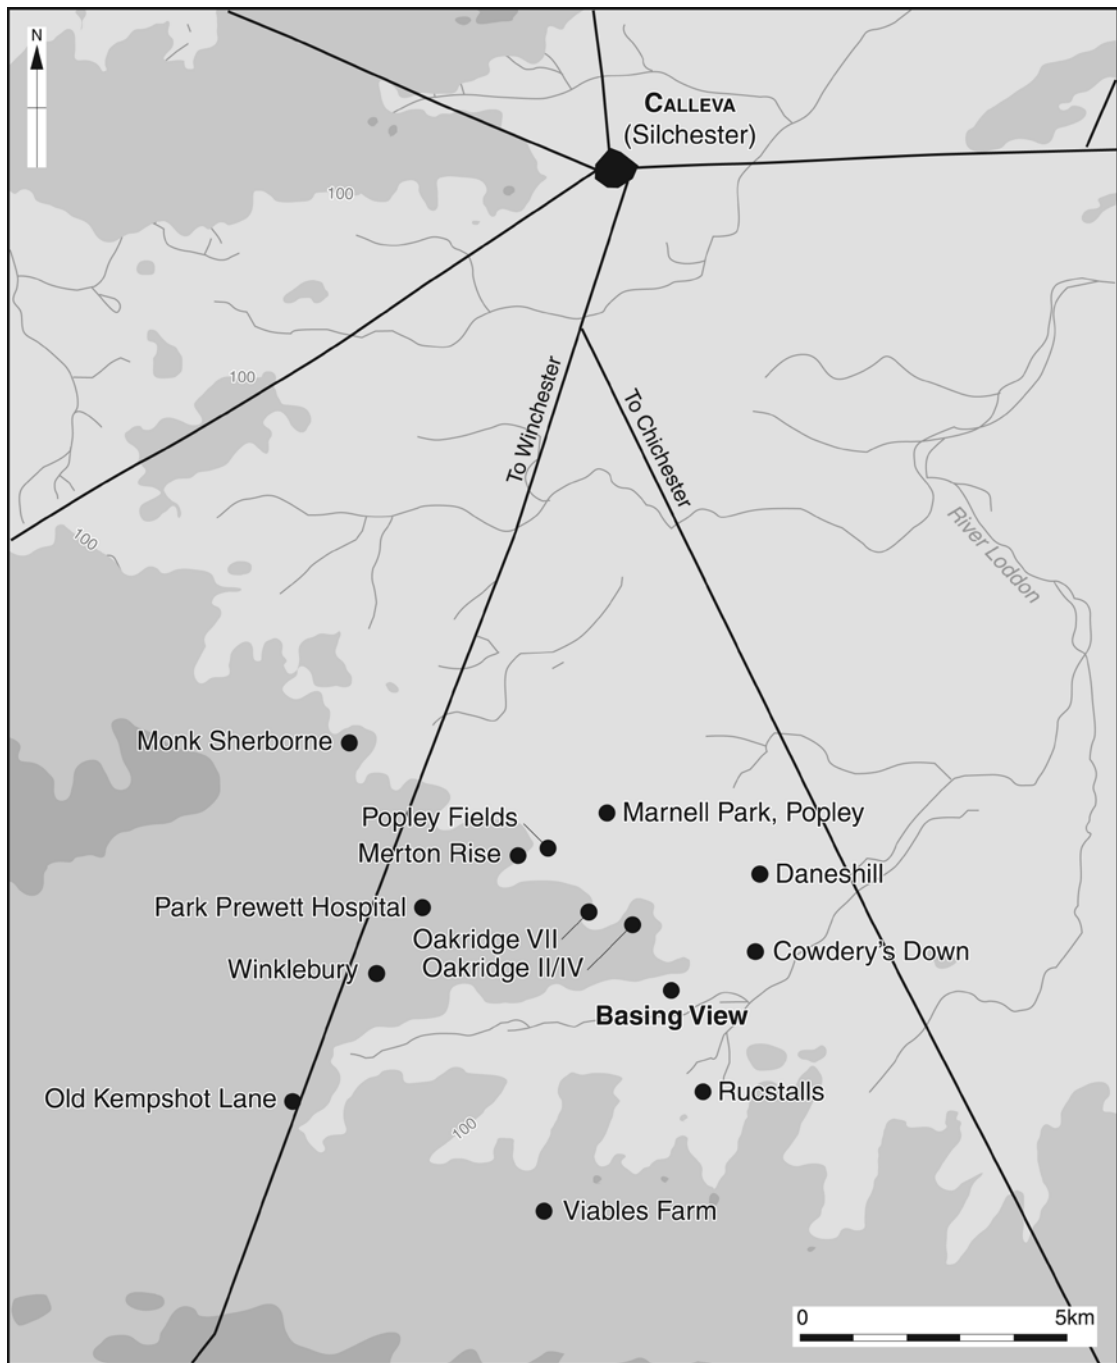 N
CALLEVA
(Silchester)
100
100
To Winchester
To Chichester
100
River Loddon
Monk Sherborne
Marnell Park, Popley
Popley Fields
Merton Rise
Daneshill
Park Prewett Hospital
Oakridge VII
Cowdery's Down
Oakridge II/IV
Winklebury
Basing View
Old Kempshot Lane
Rucstalls
100
Viables Farm
0 5km